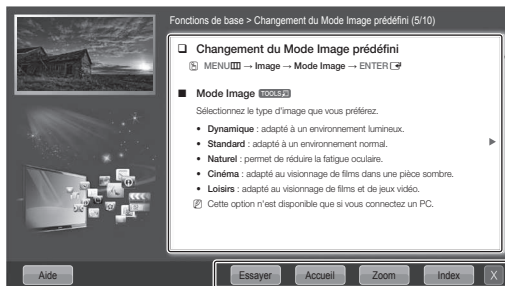 Fonctions de base > Changement du Mode Image prédéfini (5/10)
❑ Changement du Mode Image prédéfini
MENU → Image → Mode Image → ENTER
■ Mode Image TOOLS
Sélectionnez le type d'image que vous préférez.
• Dynamique : adapté à un environnement lumineux.
• Standard : adapté à un environnement normal.
• Naturel : permet de réduire la fatigue oculaire.
• Cinéma : adapté au visionnage de films dans une pièce sombre.
• Loisirs : adapté au visionnage de films et de jeux vidéo.
Cette option n'est disponible que si vous connectez un PC.
Aide Essayer Accueil Zoom Index X